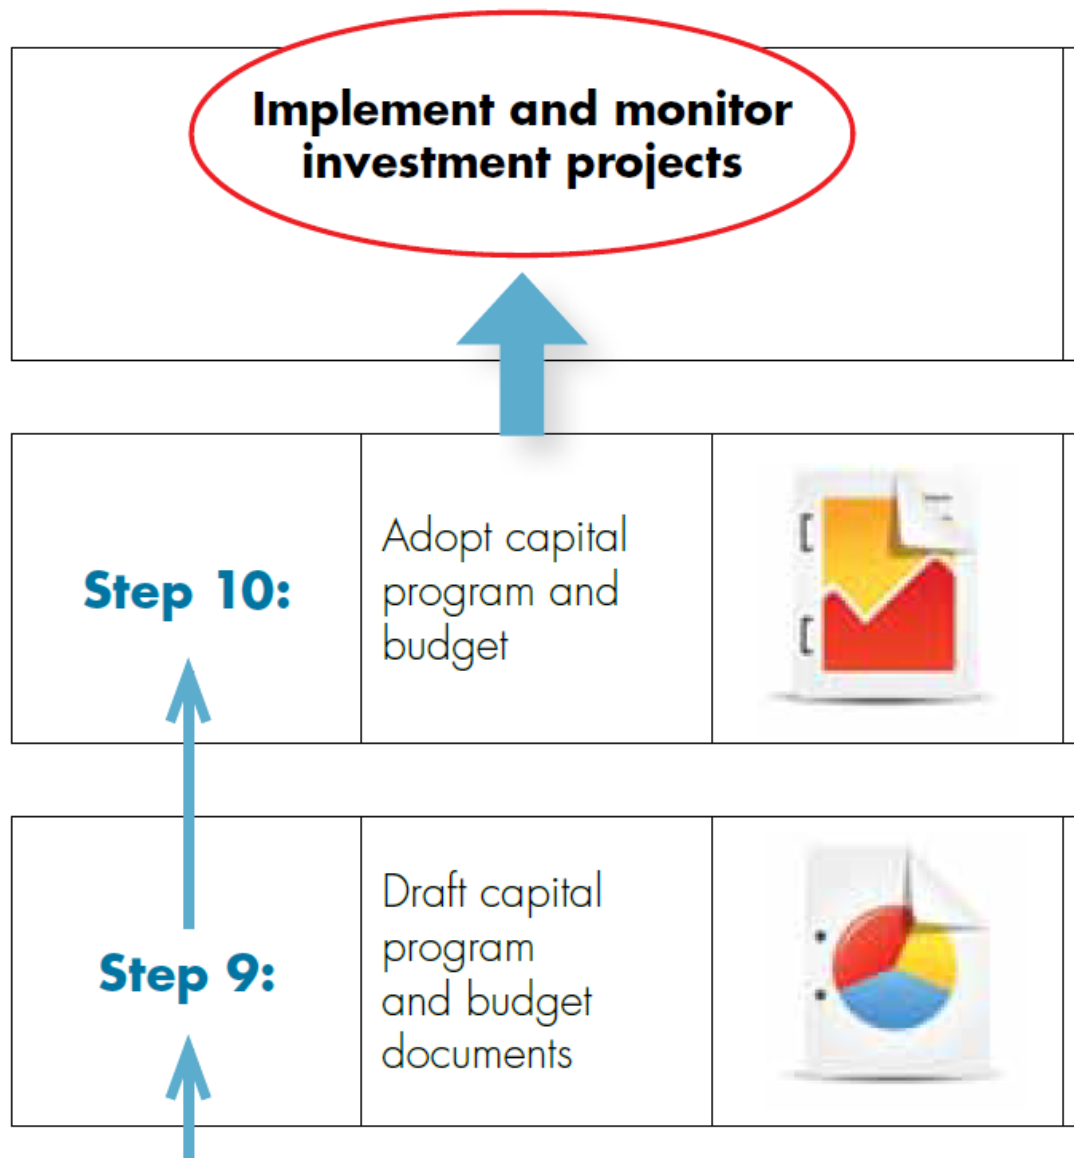 Implement and monitor
investment projects
Step 10:
Adopt capital
program and
budget
Step 9:
Draft capital
program
and budget
documents